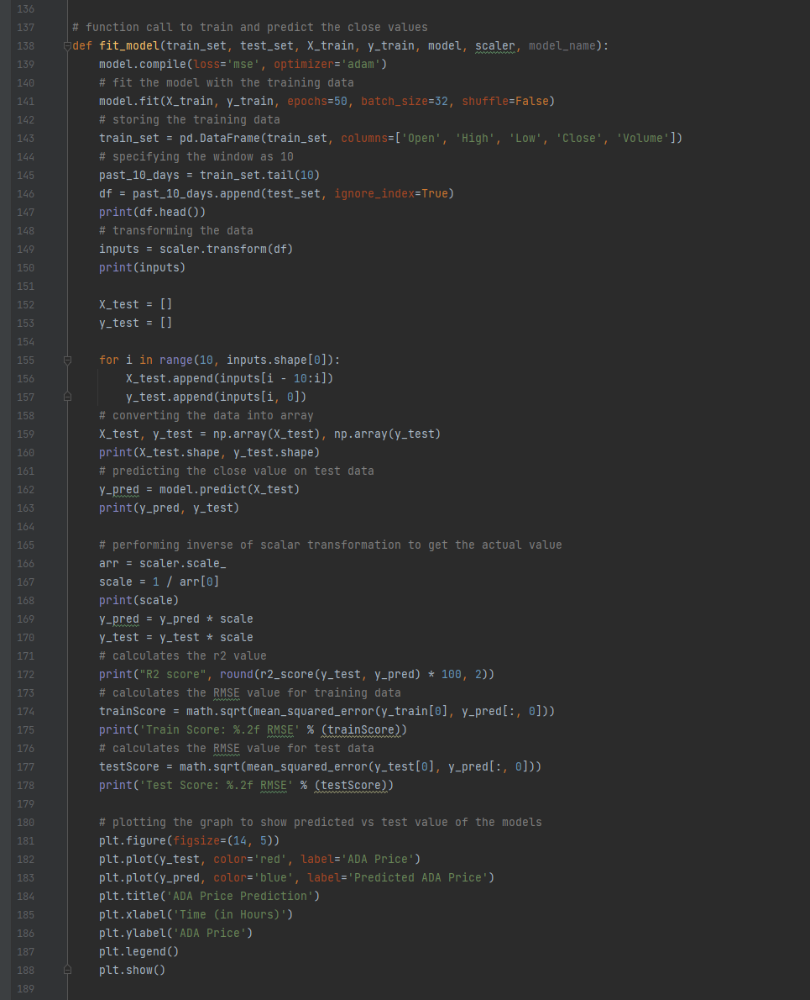 136
137 # function call to train and predict the close values
138 def fit_model(train_set, test_set, X_train, y_train, model, scaler, model_name):
139     model.compile(loss='mse', optimizer='adam')
140     # fit the model with the training data
141     model.fit(X_train, y_train, epochs=50, batch_size=32, shuffle=False)
142     # storing the training data
143     train_set = pd.DataFrame(train_set, columns=['Open', 'High', 'Low', 'Close', 'Volume'])
144     # specifying the window as 10
145     past_10_days = train_set.tail(10)
146     df = past_10_days.append(test_set, ignore_index=True)
147     print(df.head())
148     # transforming the data
149     inputs = scaler.transform(df)
150     print(inputs)
151
152     X_test = []
153     y_test = []
154
155     for i in range(10, inputs.shape[0]):
156         X_test.append(inputs[i - 10:i])
157         y_test.append(inputs[i, 0])
158     # converting the data into array
159     X_test, y_test = np.array(X_test), np.array(y_test)
160     print(X_test.shape, y_test.shape)
161     # predicting the close value on test data
162     y_pred = model.predict(X_test)
163     print(y_pred, y_test)
164
165     # performing inverse of scalar transformation to get the actual value
166     arr = scaler.scale_
167     scale = 1 / arr[0]
168     print(scale)
169     y_pred = y_pred * scale
170     y_test = y_test * scale
171     # calculates the r2 value
172     print("R2 score", round(r2_score(y_test, y_pred) * 100, 2))
173     # calculates the RMSE value for training data
174     trainScore = math.sqrt(mean_squared_error(y_train[0], y_pred[:, 0]))
175     print('Train Score: %.2f RMSE' % (trainScore))
176     # calculates the RMSE value for test data
177     testScore = math.sqrt(mean_squared_error(y_test[0], y_pred[:, 0]))
178     print('Test Score: %.2f RMSE' % (testScore))
179
180     # plotting the graph to show predicted vs test value of the models
181     plt.figure(figsize=(14, 5))
182     plt.plot(y_test, color='red', label='ADA Price')
183     plt.plot(y_pred, color='blue', label='Predicted ADA Price')
184     plt.title('ADA Price Prediction')
185     plt.xlabel('Time (in Hours)')
186     plt.ylabel('ADA Price')
187     plt.legend()
188     plt.show()
189